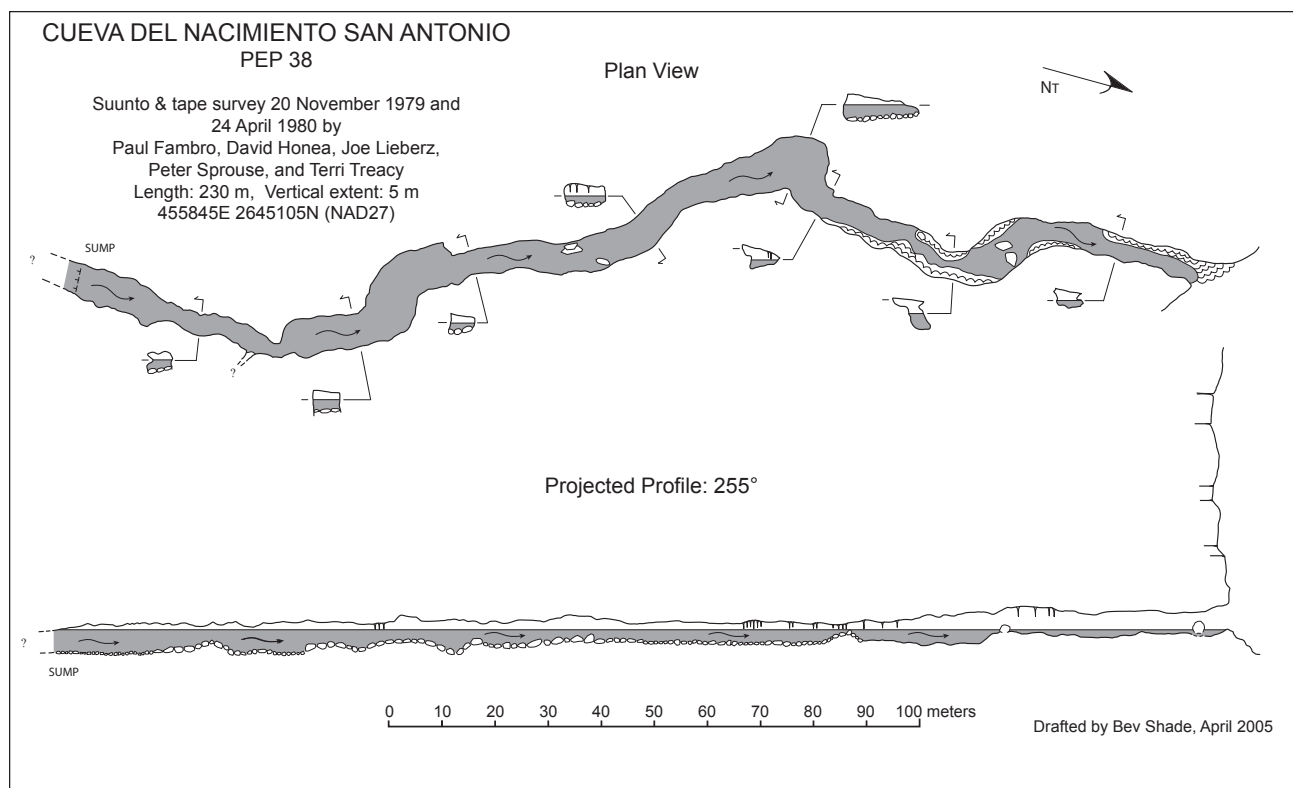 CUEVA DEL NACIMIENTO SAN ANTONIO
PEP 38
Plan View
NT
Suunto & tape survey 20 November 1979 and
24 April 1980 by
Paul Fambro, David Honea, Joe Lieberz,
Peter Sprouse, and Terri Treacy
Length: 230 m, Vertical extent: 5 m
455845E 2645105N (NAD27)
SUMP
?
?
Projected Profile: 255°
?
SUMP
0 10 20 30 40 50 60 70 80 90 100 meters
Drafted by Bev Shade, April 2005